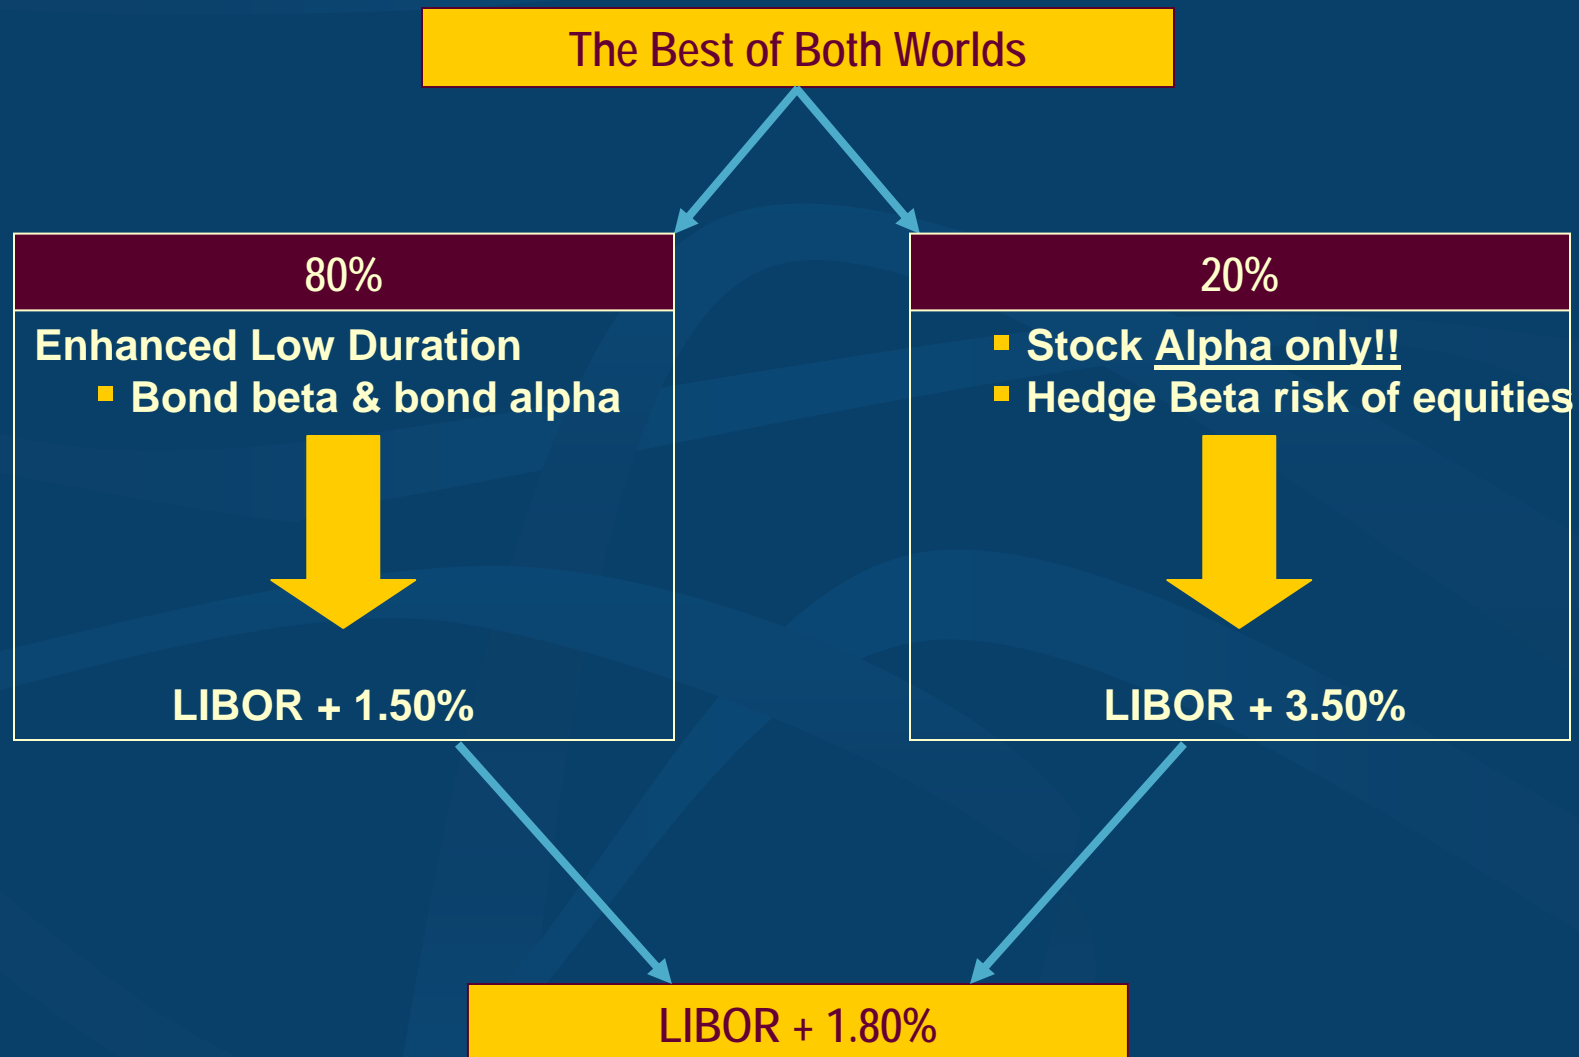 The Best of Both Worlds
80%
Enhanced Low Duration
▪ Bond beta & bond alpha
LIBOR + 1.50%
20%
▪ Stock Alpha only!!
▪ Hedge Beta risk of equities
LIBOR + 3.50%
LIBOR + 1.80%